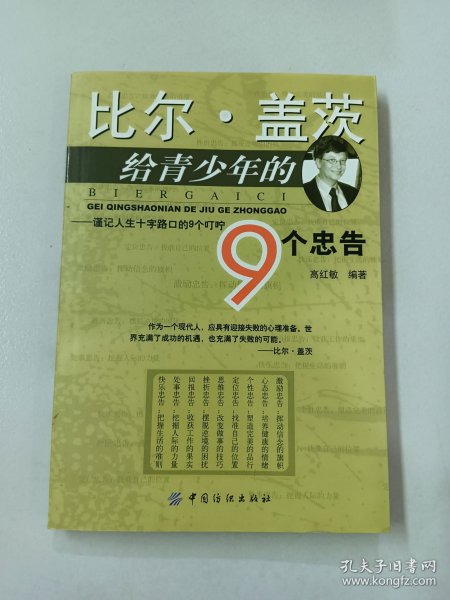 比尔·盖茨
给青少年的
BIERGAICI
GEI QINGSHAONIAN DE JIU GE ZHONGGAO
——谨记人生十字路口的9个叮咛
9个忠告
高红敏 编著
作为一个现代人，应具有迎接失败的心理准备。世
界充满了成功的机遇，也充满了失败的可能。
——比尔·盖茨
激励忠告：挥动信念的旗帜
心态忠告：培养健康的情绪
个性忠告：塑造完美的品行
定位忠告：找准自己的位置
思维忠告：改变做事的技巧
挫折忠告：摆脱逆境的困扰
回报忠告：收获工作的果实
处事忠告：挖掘人际的力量
快乐忠告：把握生活的准则
中国纺织出版社
孔夫子旧书网
www.kongfz.com